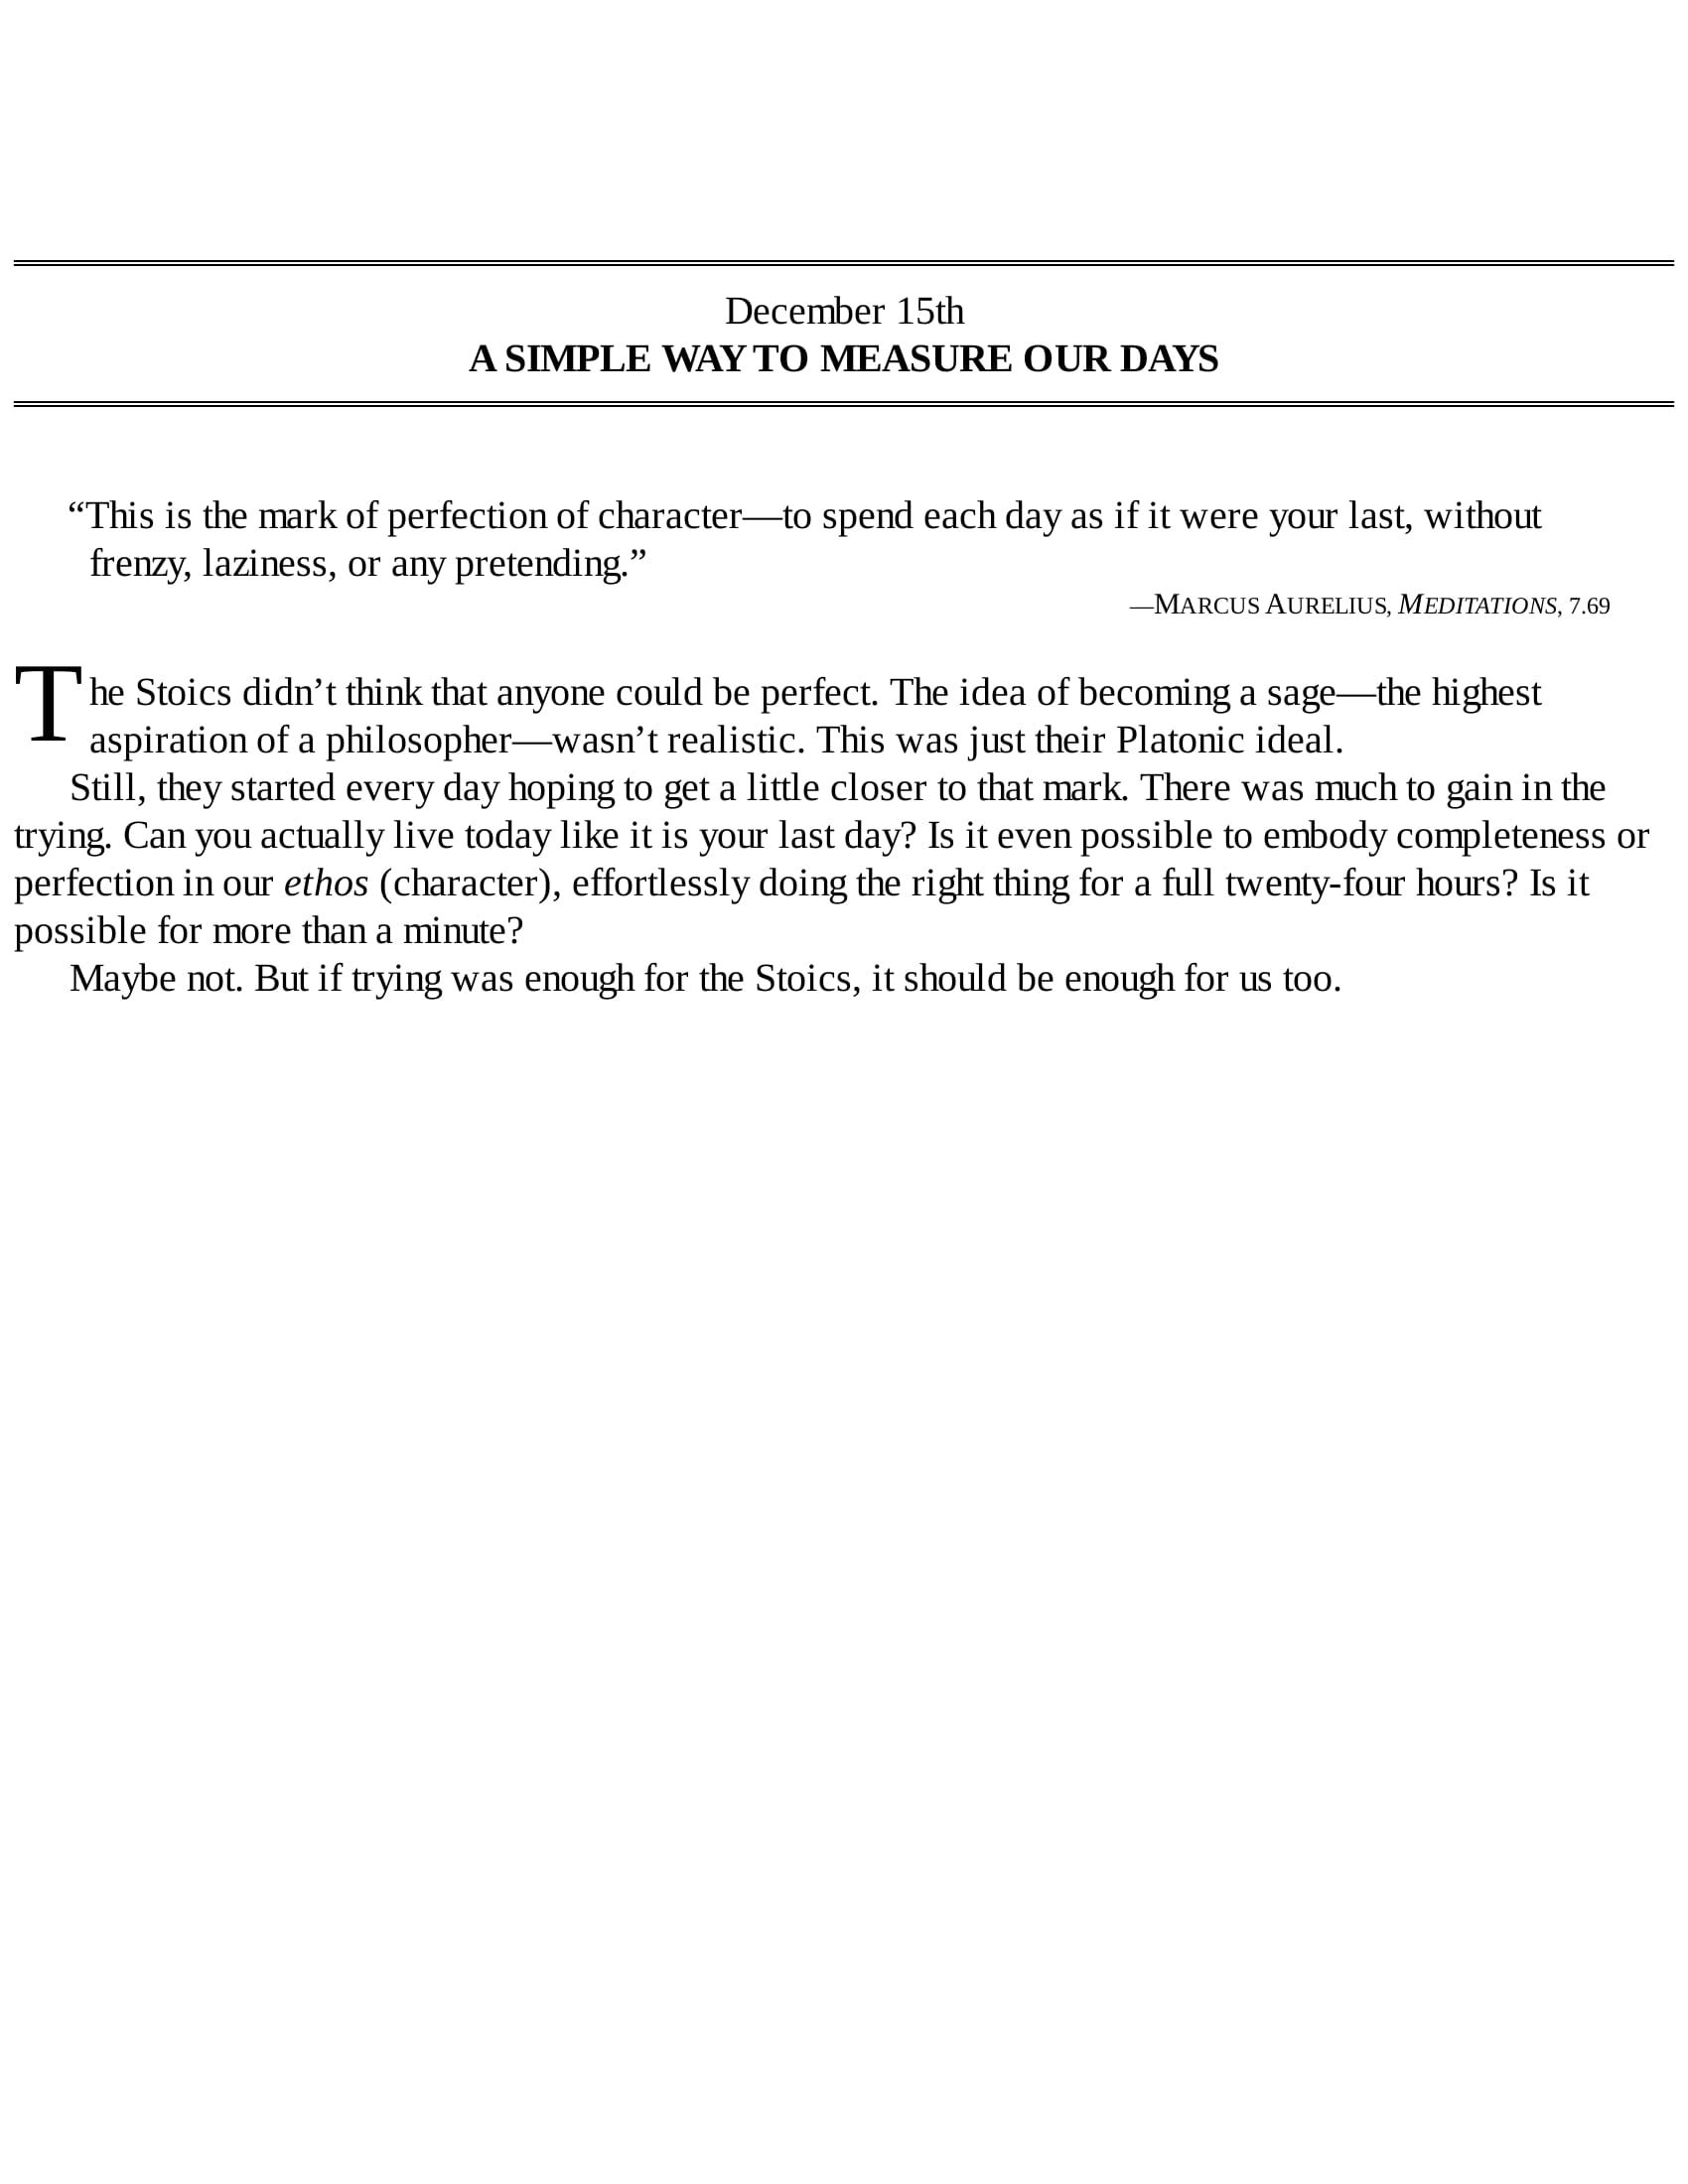 December 15th
A SIMPLE WAY TO MEASURE OUR DAYS
“This is the mark of perfection of character—to spend each day as if it were your last, without
frenzy, laziness, or any pretending.”
—MARCUS AURELIUS, MEDITATIONS, 7.69
The Stoics didn’t think that anyone could be perfect. The idea of becoming a sage—the highest
aspiration of a philosopher—wasn’t realistic. This was just their Platonic ideal.
Still, they started every day hoping to get a little closer to that mark. There was much to gain in the
trying. Can you actually live today like it is your last day? Is it even possible to embody completeness or
perfection in our ethos (character), effortlessly doing the right thing for a full twenty-four hours? Is it
possible for more than a minute?
Maybe not. But if trying was enough for the Stoics, it should be enough for us too.